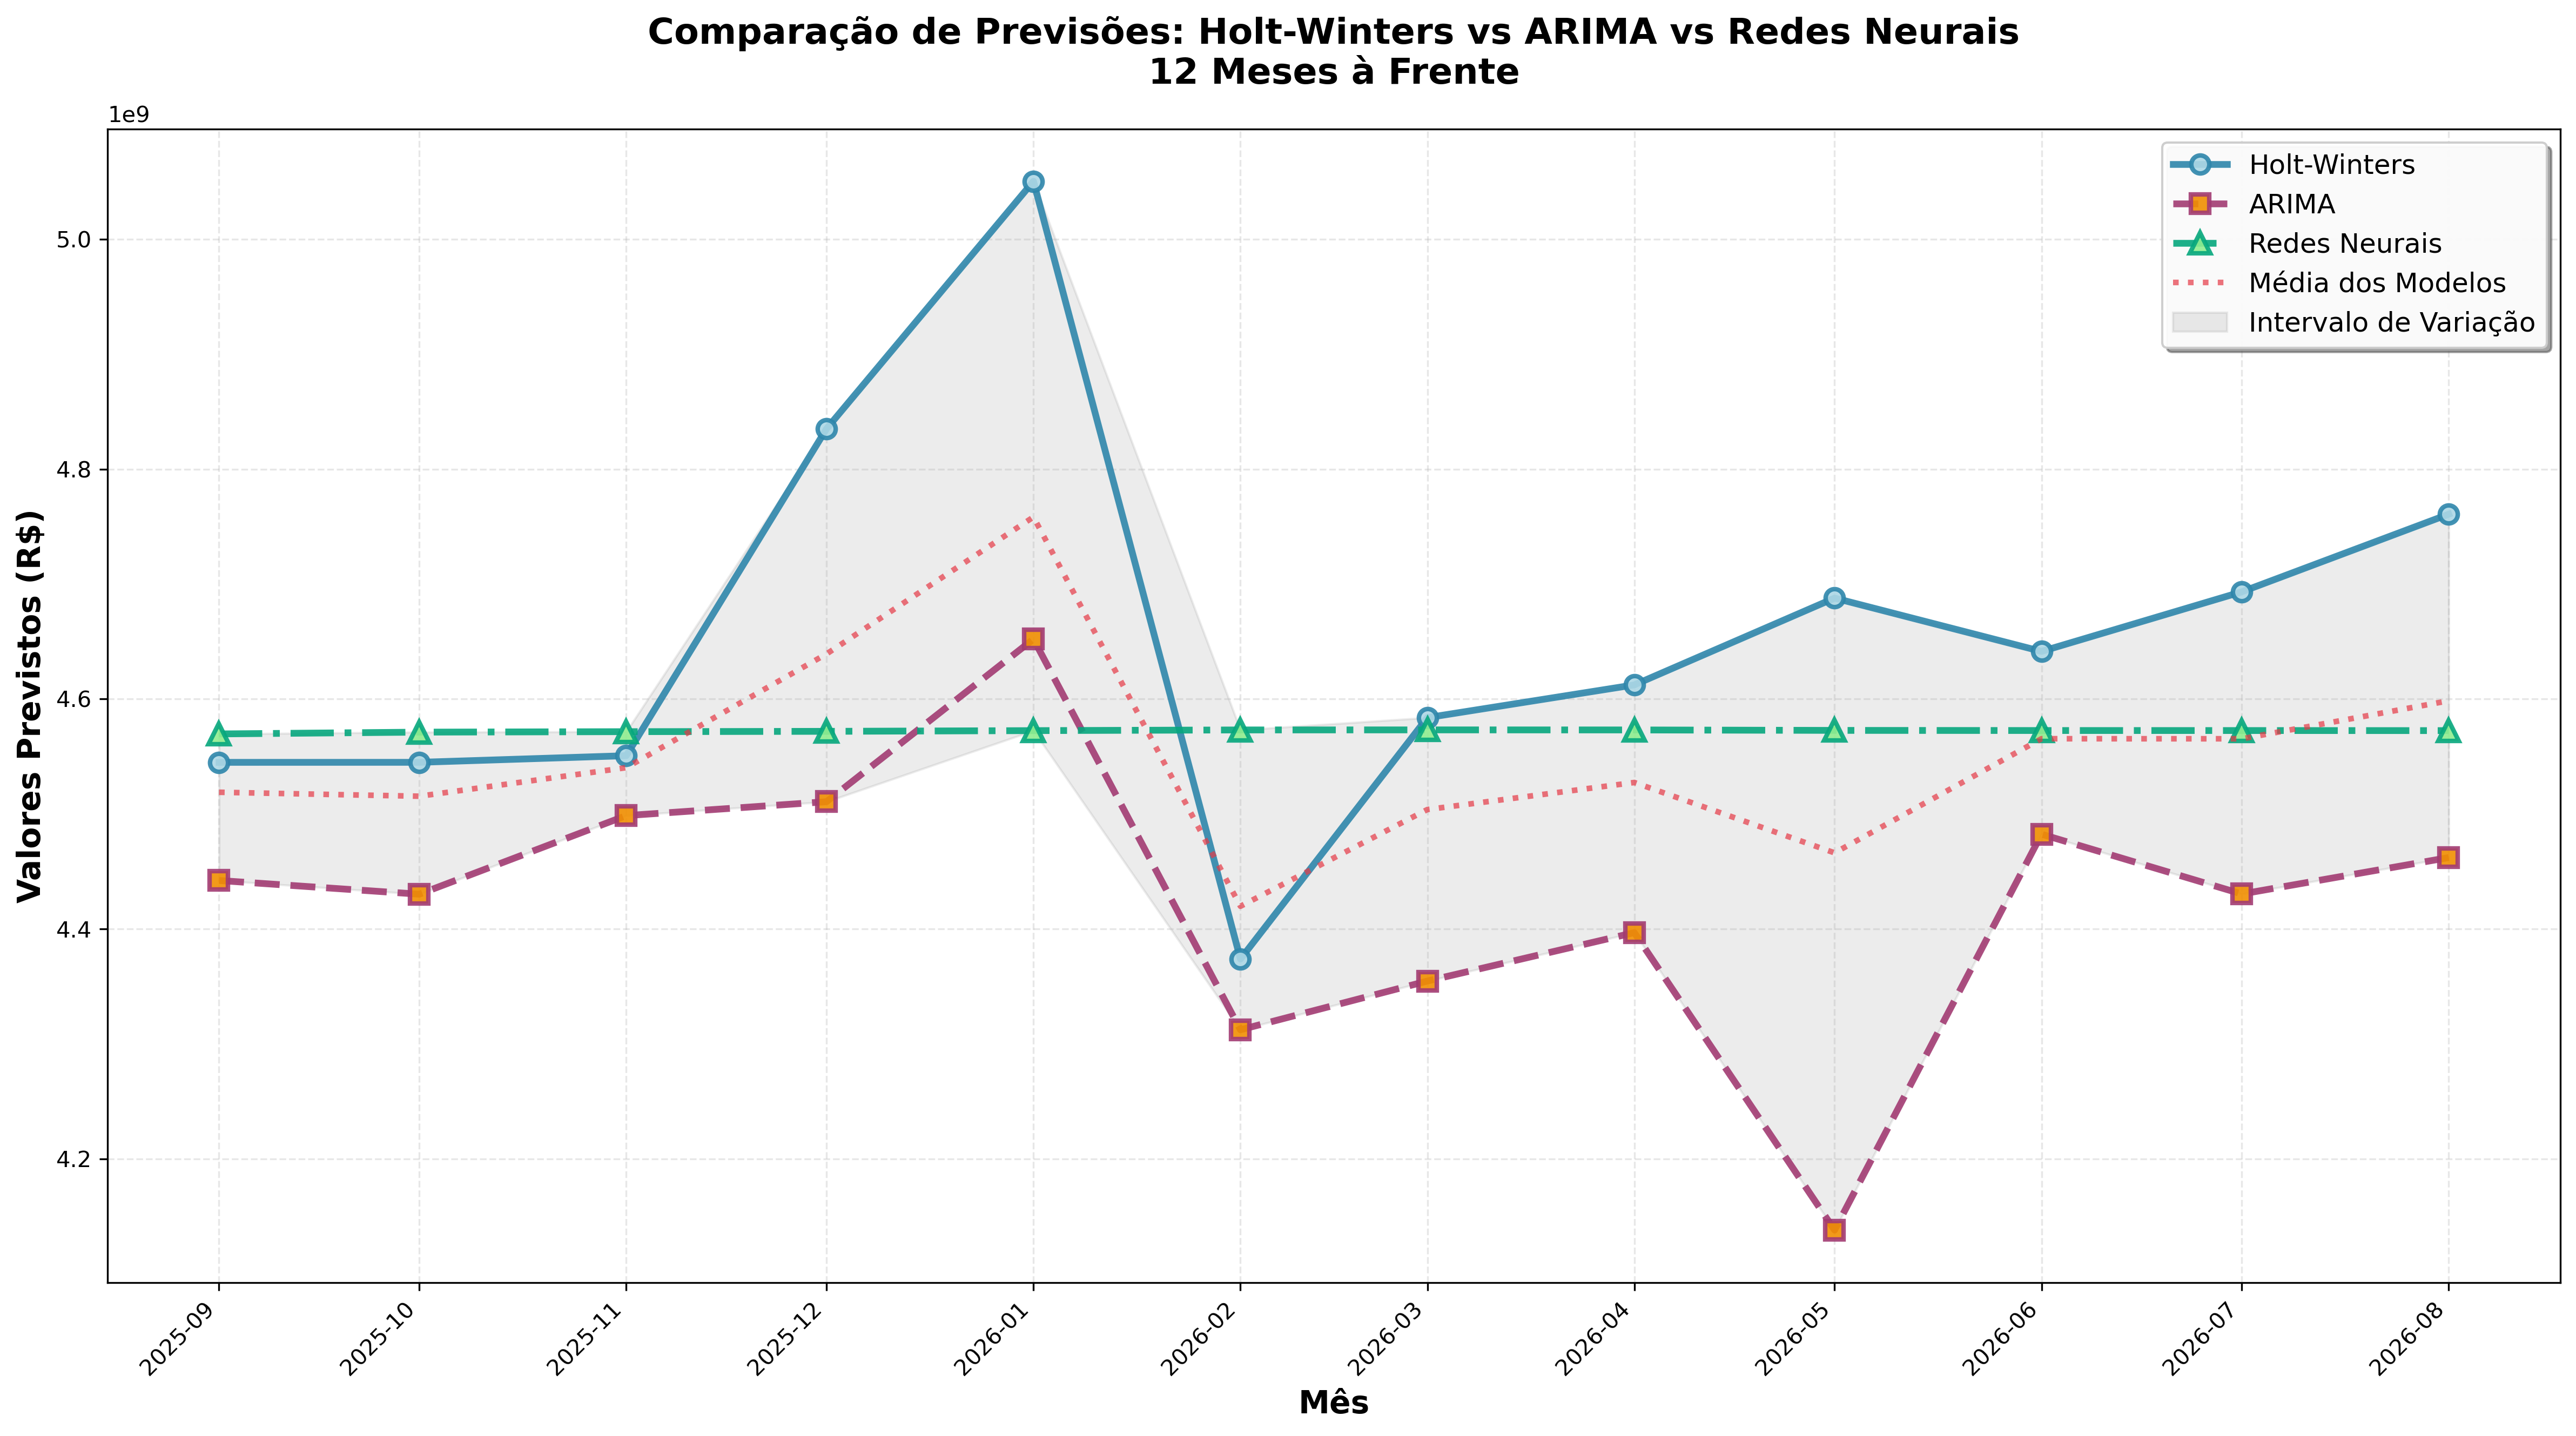 Comparação de Previsões: Holt-Winters vs ARIMA vs Redes Neurais
12 Meses à Frente
1e9
Holt-Winters
ARIMA
Redes Neurais
Média dos Modelos
Intervalo de Variação
Valores Previstos (R$)
5.0
4.8
4.6
4.4
4.2
2025-09
2025-10
2025-11
2025-12
2026-01
2026-02
2026-03
2026-04
2026-05
2026-06
2026-07
2026-08
Mês